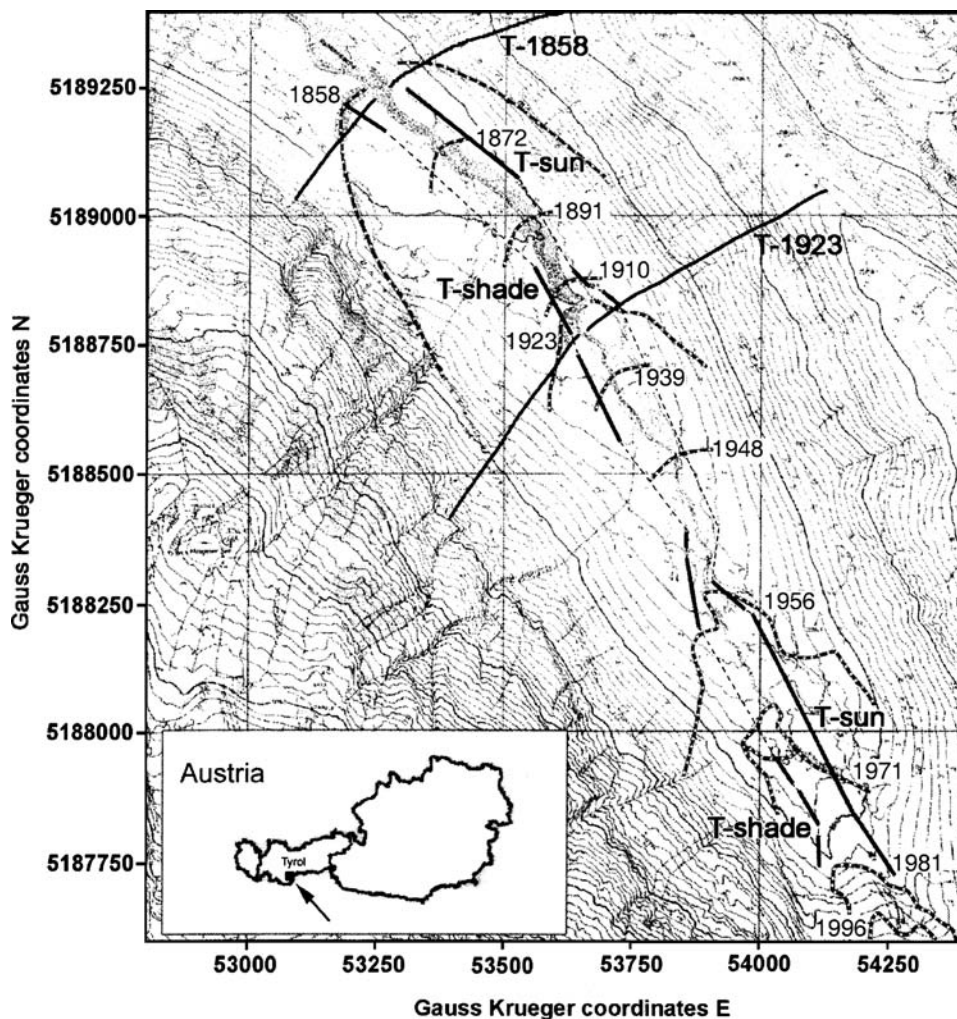 T-1858
5189250
1858
1872
T-sun
1891
5189000
T-1923
1910
T-shade
1923
5188750
1939
1948
5188500
Gauss Krueger coordinates N
5188250
1956
T-sun
5188000
Austria
1971
Tyrol
T-shade
5187750
1981
1996
53000 53250 53500 53750 54000 54250
Gauss Krueger coordinates E